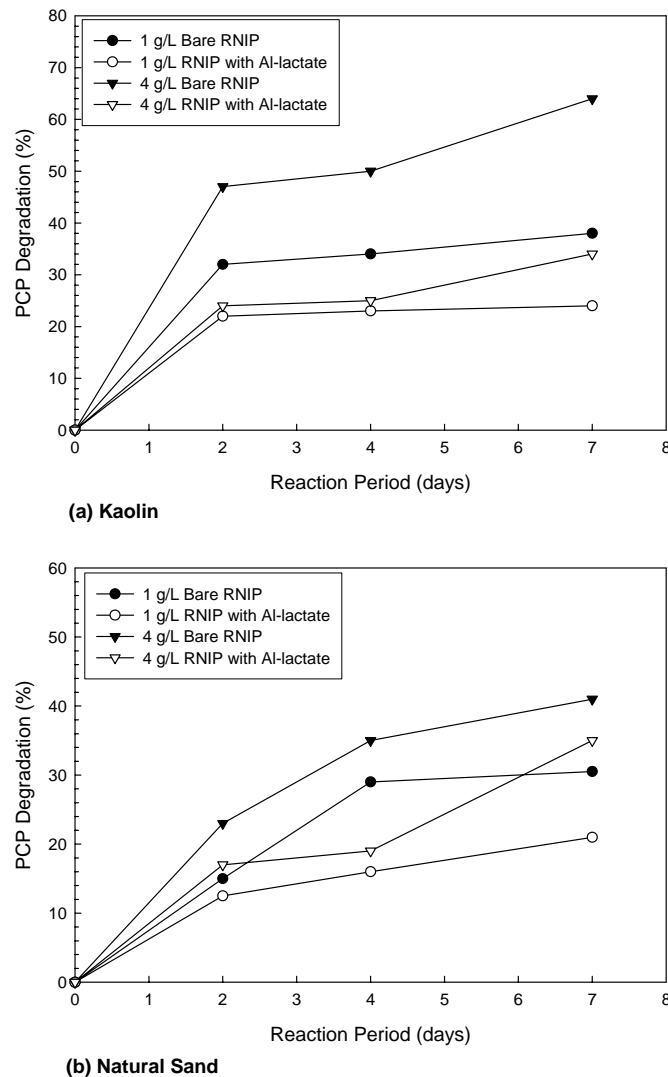 80
1 g/L Bare RNIP
1 g/L RNIP with Al-lactate
70
4 g/L Bare RNIP
4 g/L RNIP with Al-lactate
60
50
40
30
20
10
0
PCP Degradation (%)
0 1 2 3 4 5 6 7 8
Reaction Period (days)
(a) Kaolin
60
1 g/L Bare RNIP
1 g/L RNIP with Al-lactate
50
4 g/L Bare RNIP
4 g/L RNIP with Al-lactate
40
30
20
10
0
PCP Degradation (%)
0 1 2 3 4 5 6 7 8
Reaction Period (days)
(b) Natural Sand